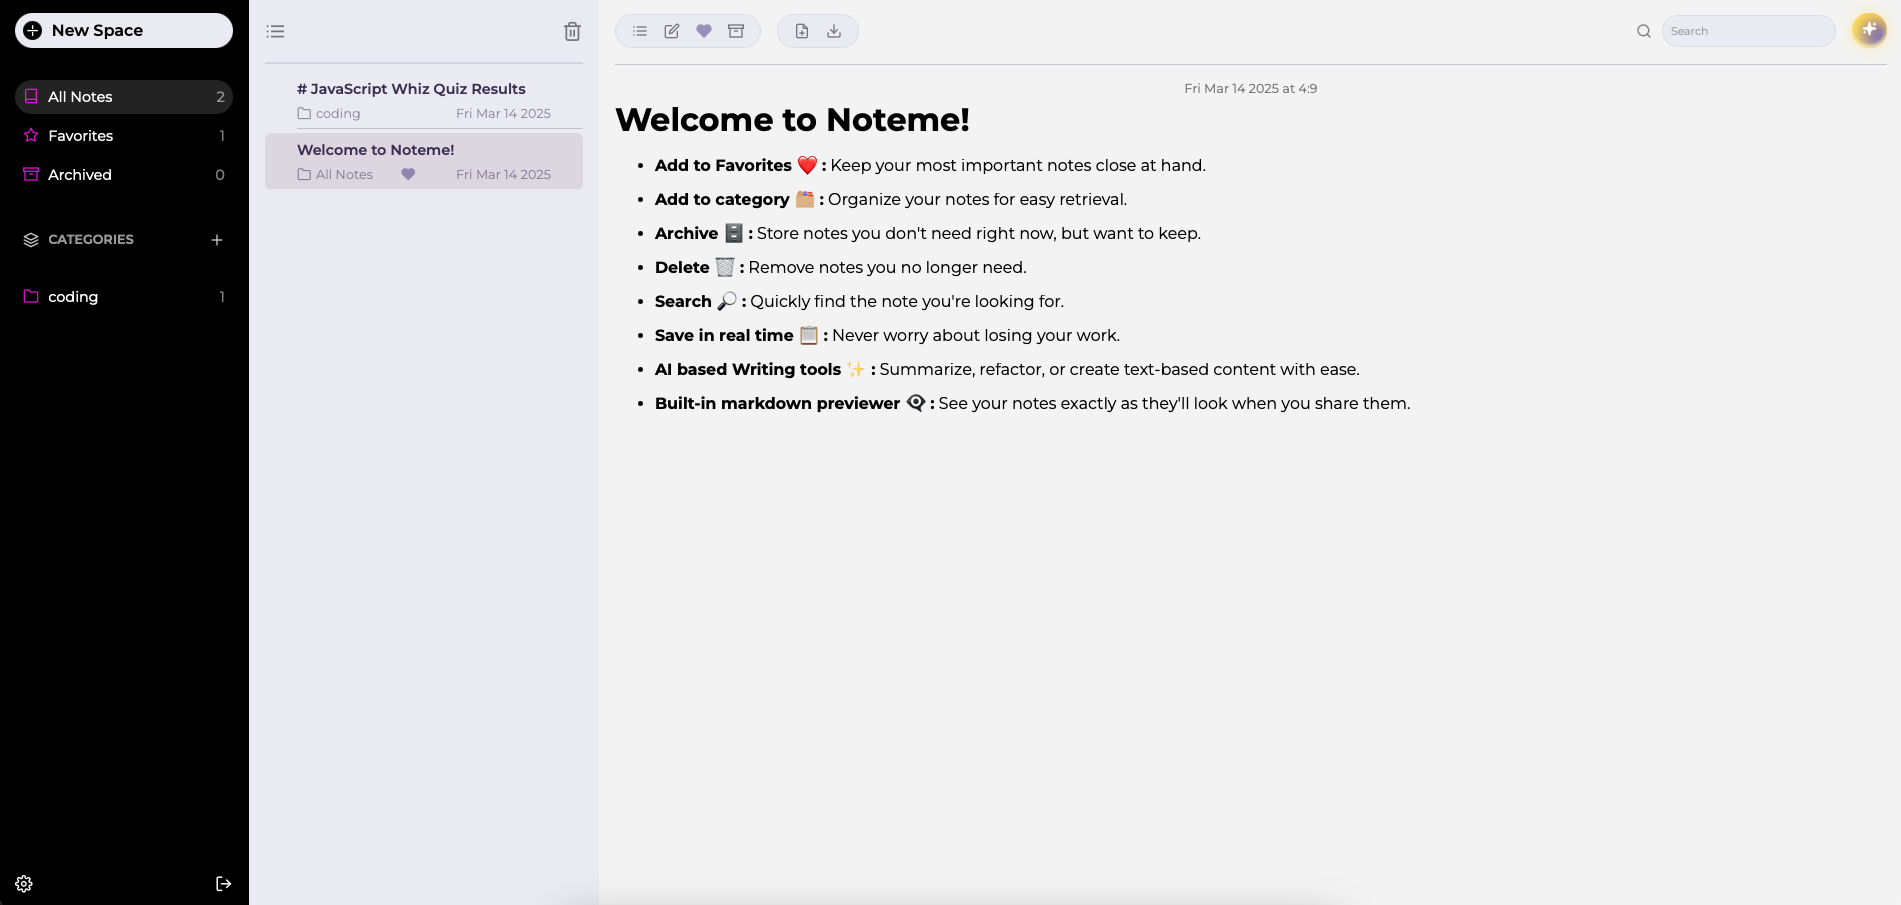 New Space
All Notes 2
Favorites 1
Archived 0
CATEGORIES
coding 1
# JavaScript Whiz Quiz Results
coding Fri Mar 14 2025
Welcome to Noteme!
All Notes Fri Mar 14 2025
Search
Fri Mar 14 2025 at 4:9
Welcome to Noteme!
• Add to Favorites ❤️ : Keep your most important notes close at hand.
• Add to category 🗂️ : Organize your notes for easy retrieval.
• Archive 🗄️ : Store notes you don't need right now, but want to keep.
• Delete 🗑️ : Remove notes you no longer need.
• Search 🔎 : Quickly find the note you're looking for.
• Save in real time 📋 : Never worry about losing your work.
• AI based Writing tools ✨ : Summarize, refactor, or create text-based content with ease.
• Built-in markdown previewer 👁️‍🗨️ : See your notes exactly as they'll look when you share them.